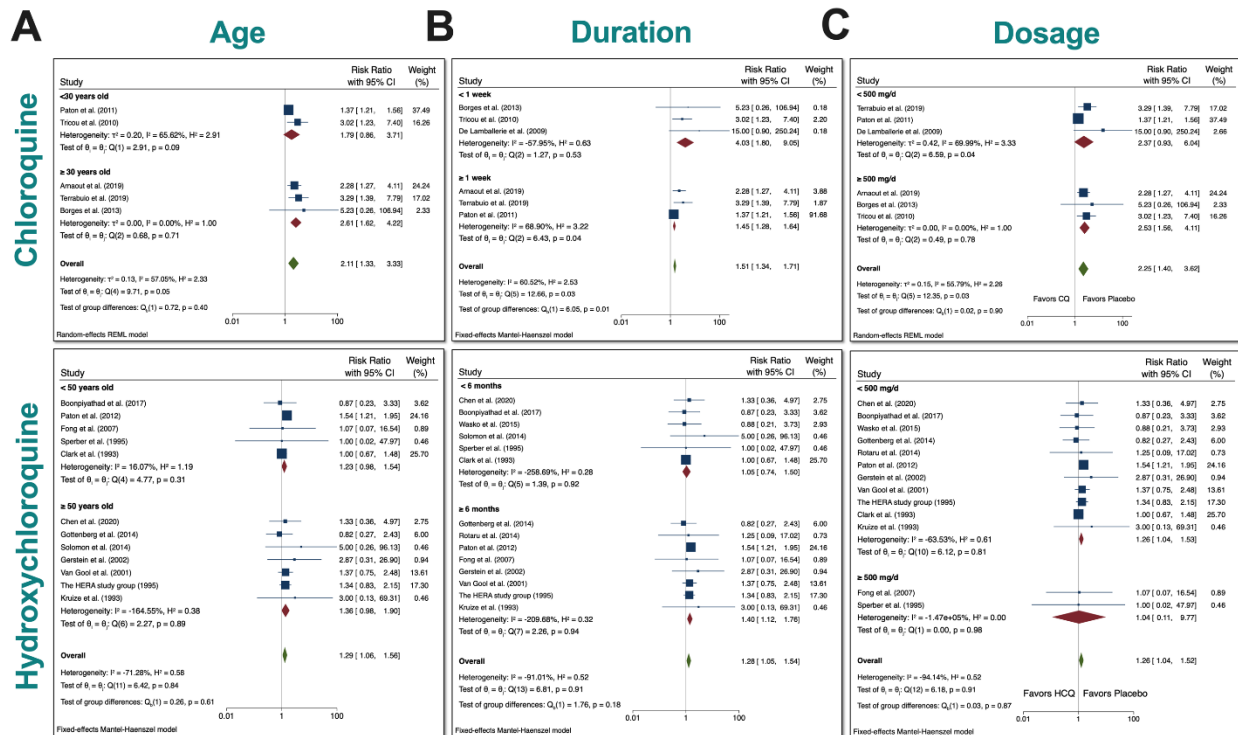 A Age B Duration C Dosage
Chloroquine
Risk Ratio Weight
Study with 95% CI (%)
<30 years old
Paton et al. (2011) 1.37 [ 1.21, 1.56] 37.49
Tricou et al. (2010) 3.02 [ 1.23, 7.40] 16.26
Heterogeneity: τ² = 0.20, I² = 65.62%, H² = 2.91 1.79 [ 0.86, 3.71]
Test of θᵢ = θⱼ: Q(1) = 2.91, p = 0.09
≥ 30 years old
Arnaout et al. (2019) 2.28 [ 1.27, 4.11] 24.24
Terrabuio et al. (2019) 3.29 [ 1.39, 7.79] 17.02
Borges et al. (2013) 5.23 [ 0.26, 106.94] 2.33
Heterogeneity: τ² = 0.00, I² = 0.00%, H² = 1.00 2.61 [ 1.62, 4.22]
Test of θᵢ = θⱼ: Q(2) = 0.68, p = 0.71
Overall 2.11 [ 1.33, 3.33]
Heterogeneity: τ² = 0.13, I² = 57.05%, H² = 2.33
Test of θᵢ = θⱼ: Q(4) = 9.71, p = 0.05
Test of group differences: Q_b(1) = 0.72, p = 0.40
0.01 1 100
Random-effects REML model
Risk Ratio Weight
Study with 95% CI (%)
< 1 week
Borges et al. (2013) 5.23 [ 0.26, 106.94] 0.18
Tricou et al. (2010) 3.02 [ 1.23, 7.40] 2.20
De Lamballerie et al. (2009) 15.00 [ 0.90, 250.24] 0.18
Heterogeneity: I² = -57.95%, H² = 0.63 4.03 [ 1.80, 9.05]
Test of θᵢ = θⱼ: Q(2) = 1.27, p = 0.53
≥ 1 week
Arnaout et al. (2019) 2.28 [ 1.27, 4.11] 3.88
Terrabuio et al. (2019) 3.29 [ 1.39, 7.79] 1.87
Paton et al. (2011) 1.37 [ 1.21, 1.56] 91.68
Heterogeneity: I² = 68.90%, H² = 3.22 1.45 [ 1.28, 1.64]
Test of θᵢ = θⱼ: Q(2) = 6.43, p = 0.04
Overall 1.51 [ 1.34, 1.71]
Heterogeneity: I² = 60.52%, H² = 2.53
Test of θᵢ = θⱼ: Q(5) = 12.66, p = 0.03
Test of group differences: Q_b(1) = 6.05, p = 0.01
0.01 1 100
Fixed-effects Mantel-Haenszel model
Risk Ratio Weight
Study with 95% CI (%)
< 500 mg/d
Terrabuio et al. (2019) 3.29 [ 1.39, 7.79] 17.02
Paton et al. (2011) 1.37 [ 1.21, 1.56] 37.49
De Lamballerie et al. (2009) 15.00 [ 0.90, 250.24] 2.66
Heterogeneity: τ² = 0.42, I² = 69.99%, H² = 3.33 2.37 [ 0.93, 6.04]
Test of θᵢ = θⱼ: Q(2) = 6.59, p = 0.04
≥ 500 mg/d
Arnaout et al. (2019) 2.28 [ 1.27, 4.11] 24.24
Borges et al. (2013) 5.23 [ 0.26, 106.94] 2.33
Tricou et al. (2010) 3.02 [ 1.23, 7.40] 16.26
Heterogeneity: τ² = 0.00, I² = 0.00%, H² = 1.00 2.53 [ 1.56, 4.11]
Test of θᵢ = θⱼ: Q(2) = 0.49, p = 0.78
Overall 2.25 [ 1.40, 3.62]
Heterogeneity: τ² = 0.15, I² = 55.79%, H² = 2.26
Test of θᵢ = θⱼ: Q(5) = 12.35, p = 0.03
Favors CQ Favors Placebo
Test of group differences: Q_b(1) = 0.02, p = 0.90
0.01 1 100
Random-effects REML model
Hydroxychloroquine
Risk Ratio Weight
Study with 95% CI (%)
< 50 years old
Boonpiyathad et al. (2017) 0.87 [ 0.23, 3.33] 3.62
Paton et al. (2012) 1.54 [ 1.21, 1.95] 24.16
Fong et al. (2007) 1.07 [ 0.07, 16.54] 0.89
Sperber et al. (1995) 1.00 [ 0.02, 47.97] 0.46
Clark et al. (1993) 1.00 [ 0.67, 1.48] 25.70
Heterogeneity: I² = 16.07%, H² = 1.19 1.23 [ 0.98, 1.54]
Test of θᵢ = θⱼ: Q(4) = 4.77, p = 0.31
≥ 50 years old
Chen et al. (2020) 1.33 [ 0.36, 4.97] 2.75
Gottenberg et al. (2014) 0.82 [ 0.27, 2.43] 6.00
Solomon et al. (2014) 5.00 [ 0.26, 96.13] 0.46
Gerstein et al. (2002) 2.87 [ 0.31, 26.90] 0.94
Van Gool et al. (2001) 1.37 [ 0.75, 2.48] 13.61
The HERA study group (1995) 1.34 [ 0.83, 2.15] 17.30
Kruize et al. (1993) 3.00 [ 0.13, 69.31] 0.46
Heterogeneity: I² = -164.55%, H² = 0.38 1.36 [ 0.98, 1.90]
Test of θᵢ = θⱼ: Q(6) = 2.27, p = 0.89
Overall 1.29 [ 1.06, 1.56]
Heterogeneity: I² = -71.28%, H² = 0.58
Test of θᵢ = θⱼ: Q(11) = 6.42, p = 0.84
Test of group differences: Q_b(1) = 0.26, p = 0.61
0.01 1 100
Fixed-effects Mantel-Haenszel model
Risk Ratio Weight
Study with 95% CI (%)
< 6 months
Chen et al. (2020) 1.33 [ 0.36, 4.97] 2.75
Boonpiyathad et al. (2017) 0.87 [ 0.23, 3.33] 3.62
Wasko et al. (2015) 0.88 [ 0.21, 3.73] 2.93
Solomon et al. (2014) 5.00 [ 0.26, 96.13] 0.46
Sperber et al. (1995) 1.00 [ 0.02, 47.97] 0.46
Clark et al. (1993) 1.00 [ 0.67, 1.48] 25.70
Heterogeneity: I² = -258.69%, H² = 0.28 1.05 [ 0.74, 1.50]
Test of θᵢ = θⱼ: Q(5) = 1.39, p = 0.92
≥ 6 months
Gottenberg et al. (2014) 0.82 [ 0.27, 2.43] 6.00
Rotaru et al. (2014) 1.25 [ 0.09, 17.02] 0.73
Paton et al. (2012) 1.54 [ 1.21, 1.95] 24.16
Fong et al. (2007) 1.07 [ 0.07, 16.54] 0.89
Gerstein et al. (2002) 2.87 [ 0.31, 26.90] 0.94
Van Gool et al. (2001) 1.37 [ 0.75, 2.48] 13.61
The HERA study group (1995) 1.34 [ 0.83, 2.15] 17.30
Kruize et al. (1993) 3.00 [ 0.13, 69.31] 0.46
Heterogeneity: I² = -209.68%, H² = 0.32 1.40 [ 1.12, 1.76]
Test of θᵢ = θⱼ: Q(7) = 2.26, p = 0.94
Overall 1.28 [ 1.05, 1.54]
Heterogeneity: I² = -91.01%, H² = 0.52
Test of θᵢ = θⱼ: Q(13) = 6.81, p = 0.91
Test of group differences: Q_b(1) = 1.76, p = 0.18
0.01 1 100
Fixed-effects Mantel-Haenszel model
Risk Ratio Weight
Study with 95% CI (%)
< 500 mg/d
Chen et al. (2020) 1.33 [ 0.36, 4.97] 2.75
Boonpiyathad et al. (2017) 0.87 [ 0.23, 3.33] 3.62
Wasko et al. (2015) 0.88 [ 0.21, 3.73] 2.93
Gottenberg et al. (2014) 0.82 [ 0.27, 2.43] 6.00
Rotaru et al. (2014) 1.25 [ 0.09, 17.02] 0.73
Paton et al. (2012) 1.54 [ 1.21, 1.95] 24.16
Gerstein et al. (2002) 2.87 [ 0.31, 26.90] 0.94
Van Gool et al. (2001) 1.37 [ 0.75, 2.48] 13.61
The HERA study group (1995) 1.34 [ 0.83, 2.15] 17.30
Clark et al. (1993) 1.00 [ 0.67, 1.48] 25.70
Kruize et al. (1993) 3.00 [ 0.13, 69.31] 0.46
Heterogeneity: I² = -63.53%, H² = 0.61 1.26 [ 1.04, 1.53]
Test of θᵢ = θⱼ: Q(10) = 6.12, p = 0.81
≥ 500 mg/d
Fong et al. (2007) 1.07 [ 0.07, 16.54] 0.89
Sperber et al. (1995) 1.00 [ 0.02, 47.97] 0.46
Heterogeneity: I² = -1.47e+05%, H² = 0.00 1.04 [ 0.11, 9.77]
Test of θᵢ = θⱼ: Q(1) = 0.00, p = 0.98
Overall 1.26 [ 1.04, 1.52]
Heterogeneity: I² = -94.14%, H² = 0.52
Test of θᵢ = θⱼ: Q(12) = 6.18, p = 0.91
Favors HCQ Favors Placebo
Test of group differences: Q_b(1) = 0.03, p = 0.87
0.01 1 100
Fixed-effects Mantel-Haenszel model